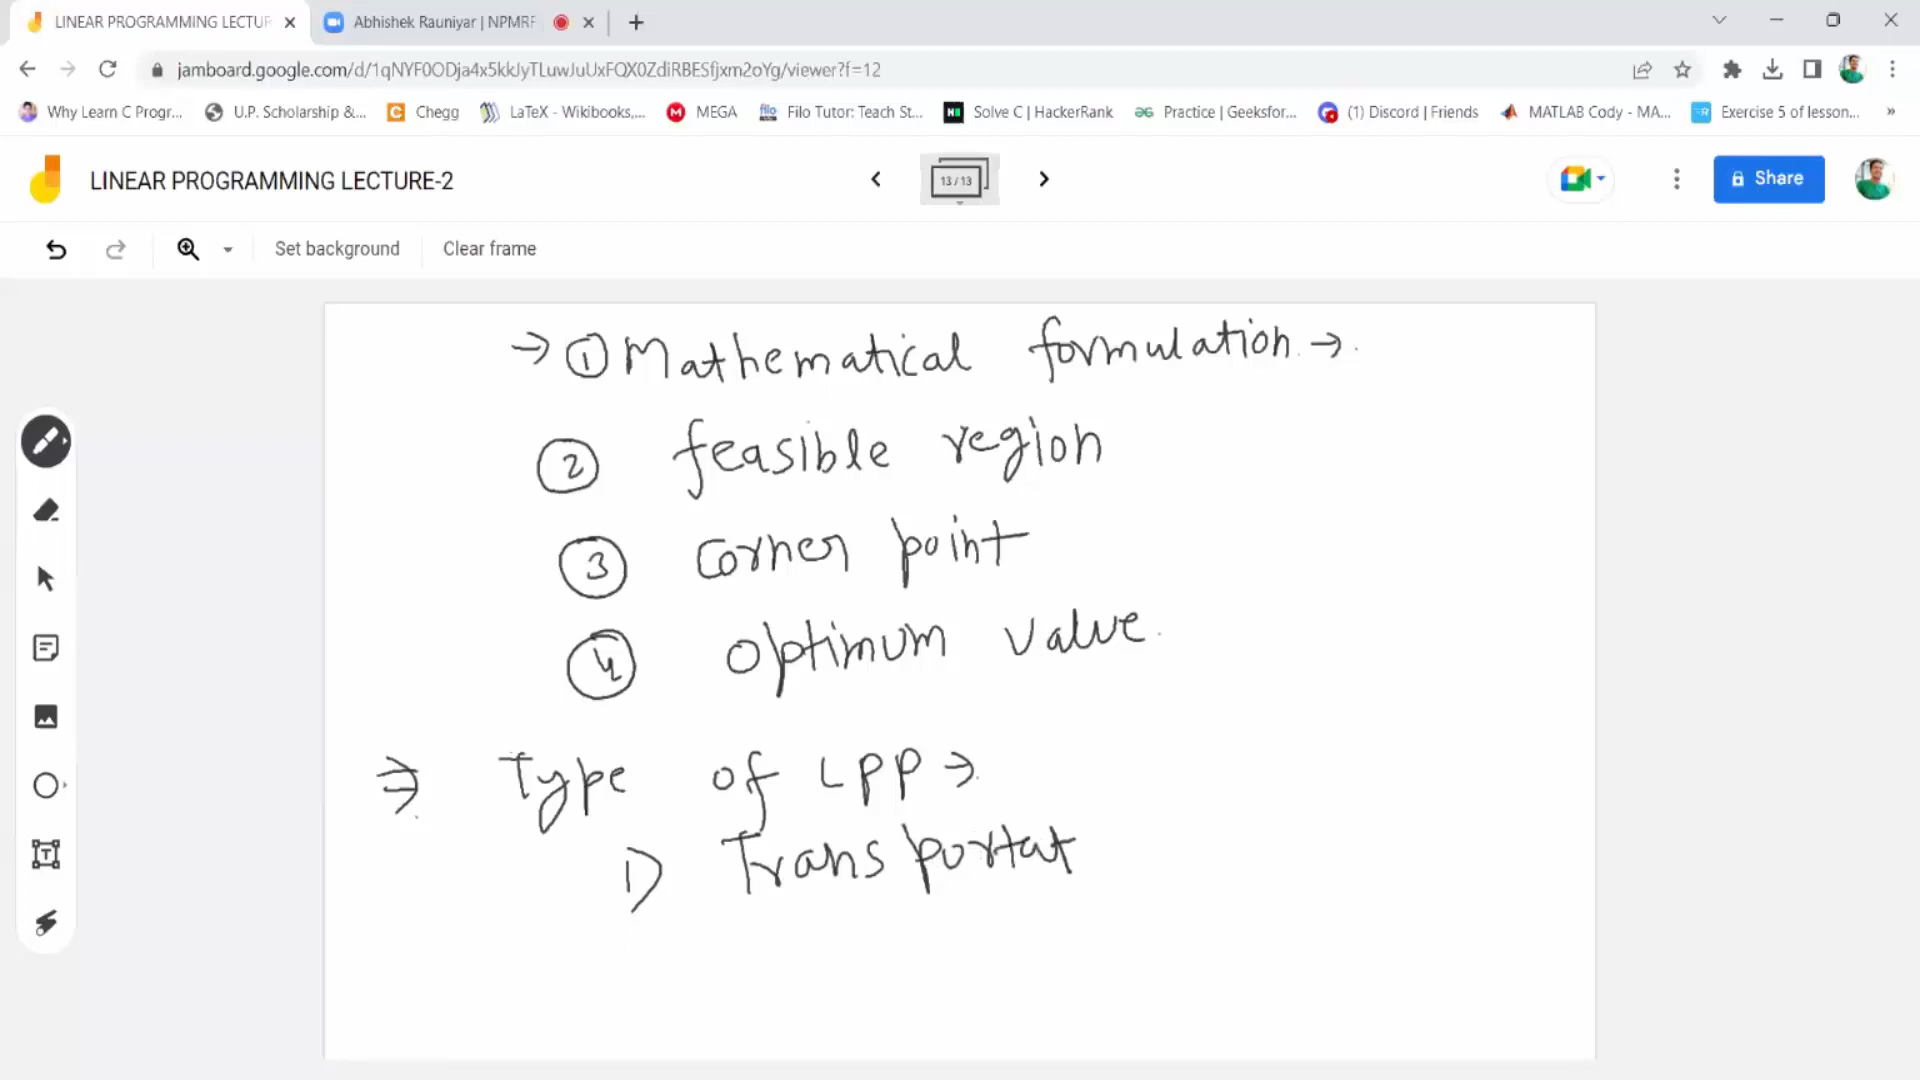 LINEAR PROGRAMMING LECTUR
Abhishek Rauniyar | NPMRF
jamboard.google.com/d/1qNYF0ODja4x5kkJyTLuwJuUxFQX0ZdiRBESfjxm2oYg/viewer?f=12
Why Learn C Progr... U.P. Scholarship &... Chegg LaTeX - Wikibooks,... MEGA Filo Tutor: Teach St... Solve C | HackerRank Practice | Geeksfor... (1) Discord | Friends MATLAB Cody - MA... Exercise 5 of lesson... »
LINEAR PROGRAMMING LECTURE-2
13 / 13
Share
Set background Clear frame
→ ① Mathematical formulation →
② feasible region
③ corner point
④ optimum value.
⇒ Type of LPP →
1) Transportat